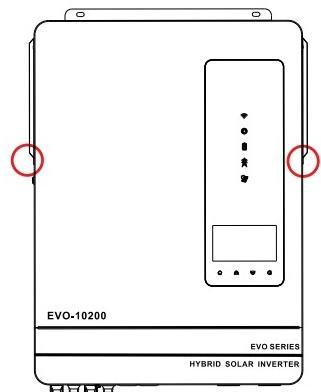 EVO-10200
EVO SERIES
HYBRID SOLAR INVERTER